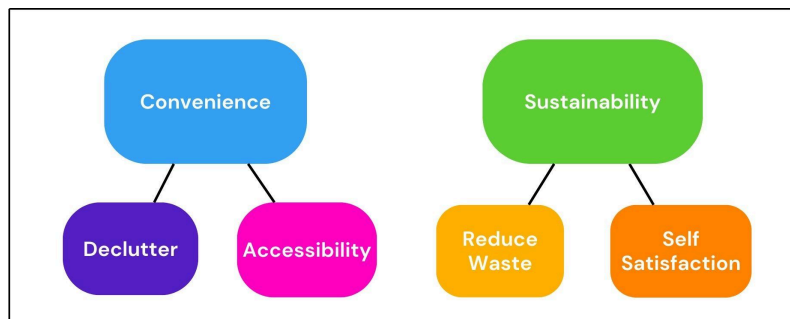 Convenience
Sustainability
Declutter
Accessibility
Reduce
Waste
Self
Satisfaction